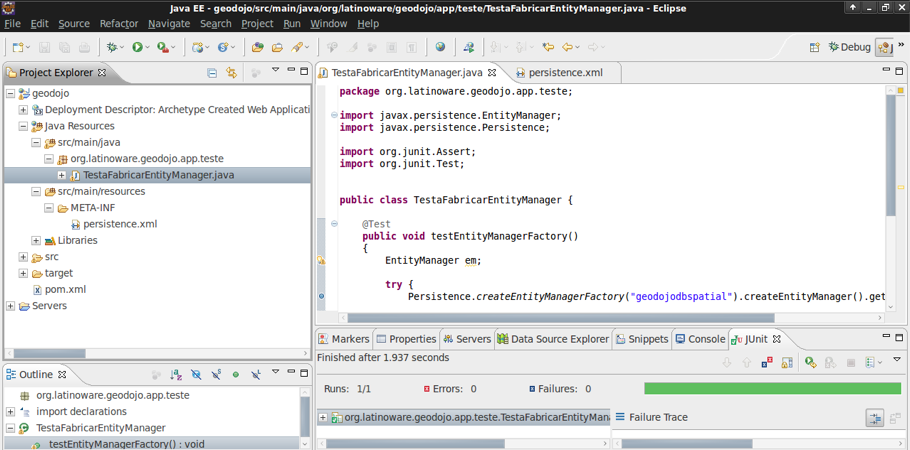 Java EE - geodojo/src/main/java/org/latinoware/geodojo/app/teste/TestaFabricarEntityManager.java - Eclipse
File Edit Source Refactor Navigate Search Project Run Window Help
Debug
Project Explorer
geodojo
Deployment Descriptor: Archetype Created Web Applicati
Java Resources
src/main/java
org.latinoware.geodojo.app.teste
TestaFabricarEntityManager.java
src/main/resources
META-INF
persistence.xml
Libraries
src
target
pom.xml
Servers
TestaFabricarEntityManager.java persistence.xml
package org.latinoware.geodojo.app.teste;
import javax.persistence.EntityManager;
import javax.persistence.Persistence;
import org.junit.Assert;
import org.junit.Test;
public class TestaFabricarEntityManager {
@Test
public void testEntityManagerFactory()
{
EntityManager em;
try {
Persistence.createEntityManagerFactory("geodojodbspatial").createEntityManager().get
Outline
org.latinoware.geodojo.app.teste
import declarations
TestaFabricarEntityManager
testEntityManagerFactory() : void
Markers Properties Servers Data Source Explorer Snippets Console JUnit
Finished after 1.937 seconds
Runs: 1/1 Errors: 0 Failures: 0
org.latinoware.geodojo.app.teste.TestaFabricarEntityMana Failure Trace